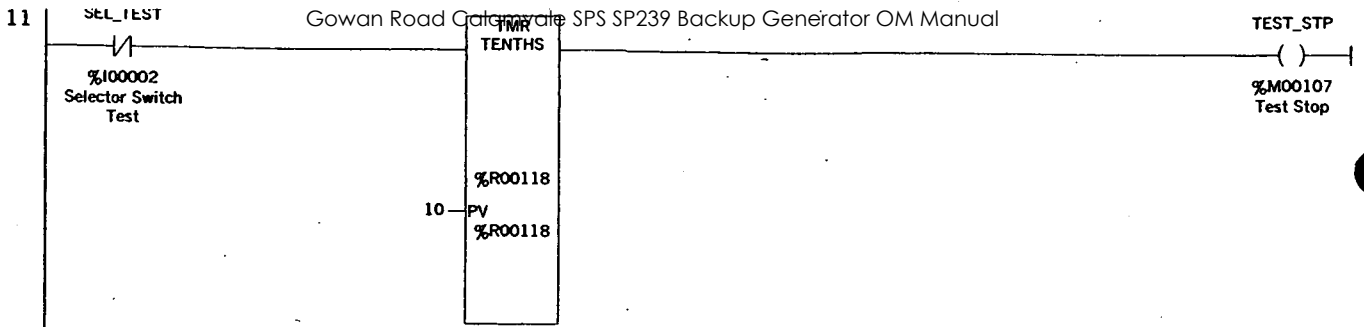 Gowan Road Calamvale SPS SP239 Backup Generator OM Manual
11
SEL_TEST
TMR
TENTHS
TEST_STP
%I00002
Selector Switch
Test
%M00107
Test Stop
%R00118
10
PV
%R00118